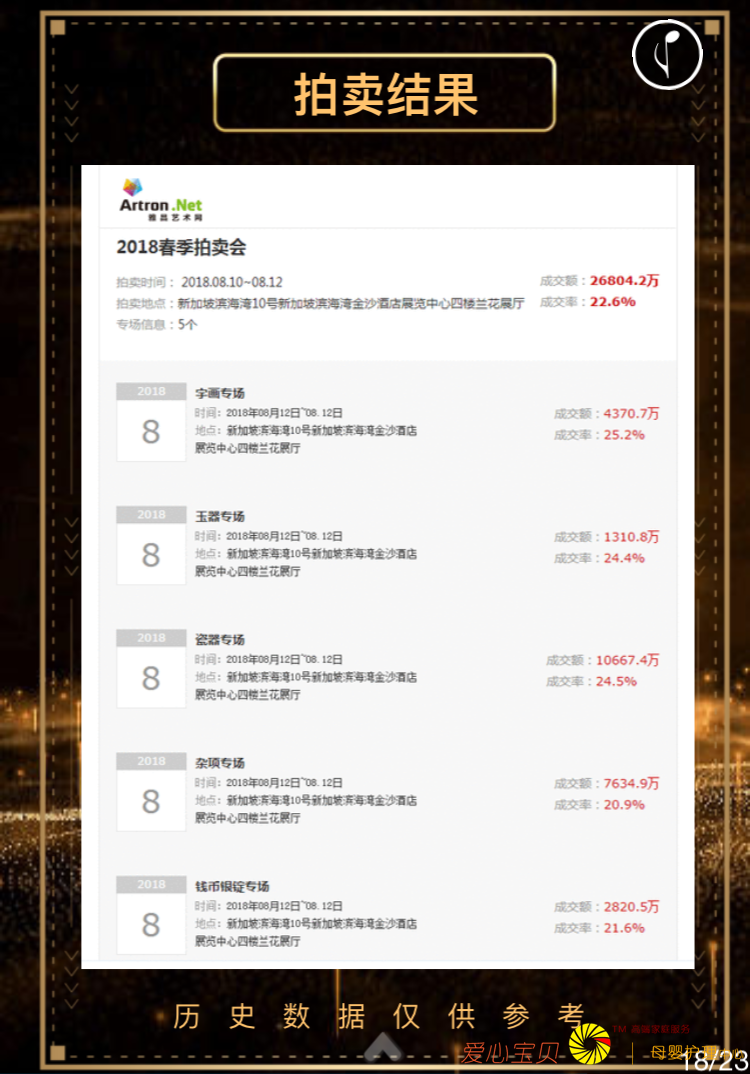 拍卖结果
Artron.Net
雅昌艺术网
2018春季拍卖会
拍卖时间： 2018.08.10~08.12
成交额：26804.2万
拍卖地点：新加坡滨海湾10号新加坡滨海湾金沙酒店展览中心四楼兰花展厅
成交率：22.6%
专场信息：5个
2018
8
字画专场
时间：2018年08月12日~08.12日
地点：新加坡滨海湾10号新加坡滨海湾金沙酒店
展览中心四楼兰花展厅
成交额：4370.7万
成交率：25.2%
2018
8
玉器专场
时间：2018年08月12日~08.12日
地点：新加坡滨海湾10号新加坡滨海湾金沙酒店
展览中心四楼兰花展厅
成交额：1310.8万
成交率：24.4%
2018
8
瓷器专场
时间：2018年08月12日~08.12日
地点：新加坡滨海湾10号新加坡滨海湾金沙酒店
展览中心四楼兰花展厅
成交额：10667.4万
成交率：24.5%
2018
8
杂项专场
时间：2018年08月12日~08.12日
地点：新加坡滨海湾10号新加坡滨海湾金沙酒店
展览中心四楼兰花展厅
成交额：7634.9万
成交率：20.9%
2018
8
钱币银锭专场
时间：2018年08月12日~08.12日
地点：新加坡滨海湾10号新加坡滨海湾金沙酒店
展览中心四楼兰花展厅
成交额：2820.5万
成交率：21.6%
历史数据仅供参考
爱心宝贝
TM 高端家政服务
母婴护理
18/23